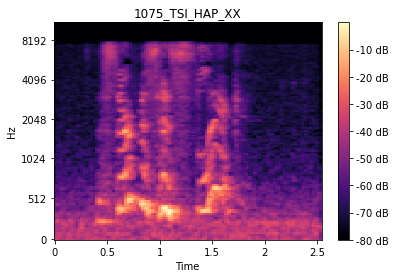 1075_TSI_HAP_XX
8192
4096
2048
1024
512
0
Hz
0
0.5
1
1.5
2
2.5
Time
-10 dB
-20 dB
-30 dB
-40 dB
-50 dB
-60 dB
-70 dB
-80 dB